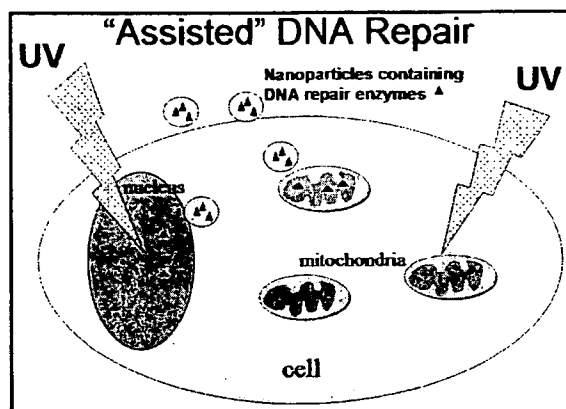 "Assisted" DNA Repair
UV
UV
Nanoparticles containing
DNA repair enzymes ▲
nucleus
mitochondria
cell